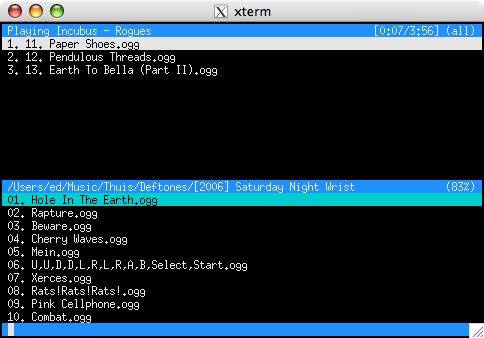 X xterm
Playing Incubus - Rogues [0:07/3:56] (all)
1. 11. Paper Shoes.ogg
2. 12. Pendulous Threads.ogg
3. 13. Earth To Bella (Part II).ogg
/Users/ed/Music/Thuis/Deftones/[2006] Saturday Night Wrist (83%)
01. Hole In The Earth.ogg
02. Rapture.ogg
03. Beware.ogg
04. Cherry Waves.ogg
05. Mein.ogg
06. U,U,D,D,L,R,L,R,A,B,Select,Start.ogg
07. Xerces.ogg
08. Rats!Rats!Rats!.ogg
09. Pink Cellphone.ogg
10. Combat.ogg